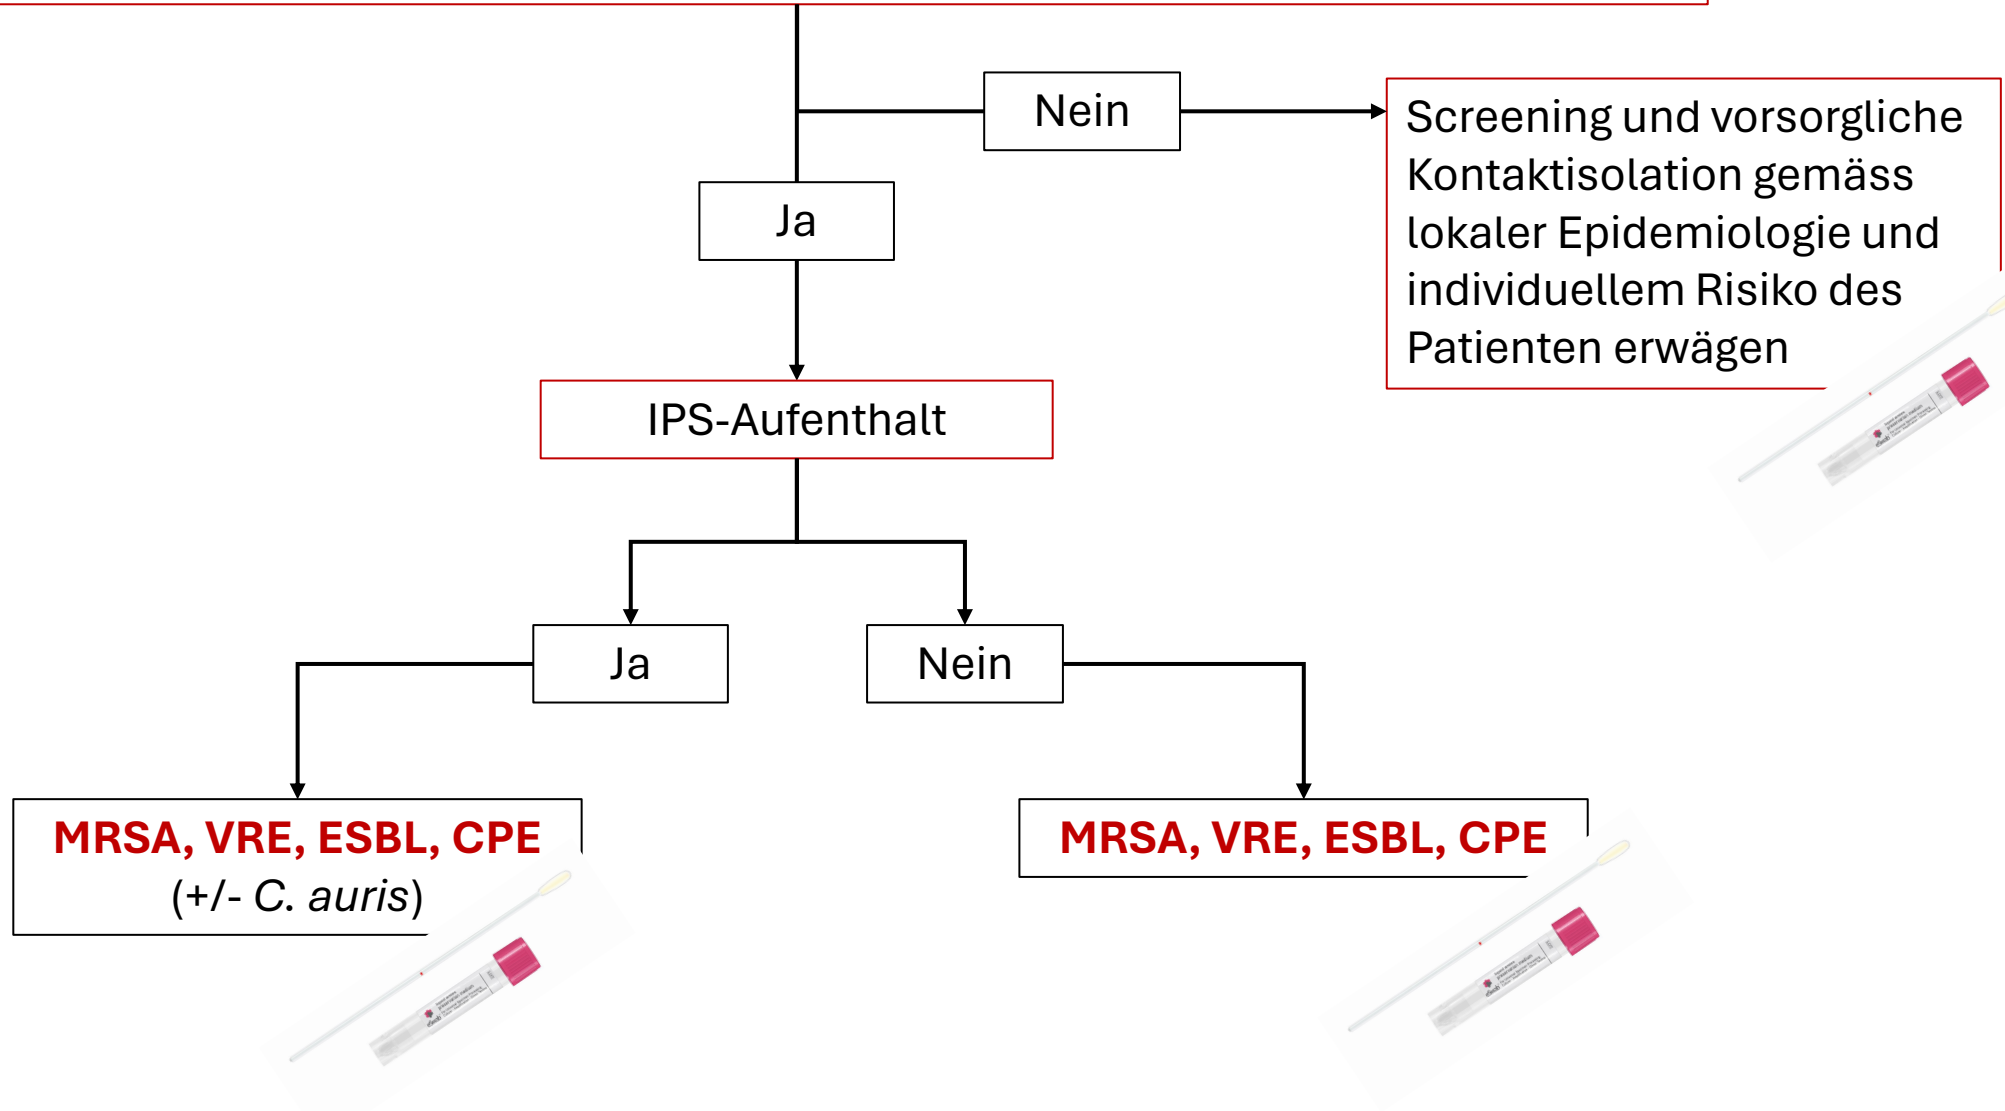 Nein
Screening und vorsorgliche
Kontaktisolation gemäss
lokaler Epidemiologie und
individuellem Risiko des
Patienten erwägen
Ja
IPS-Aufenthalt
Ja
Nein
MRSA, VRE, ESBL, CPE
(+/- C. auris)
MRSA, VRE, ESBL, CPE